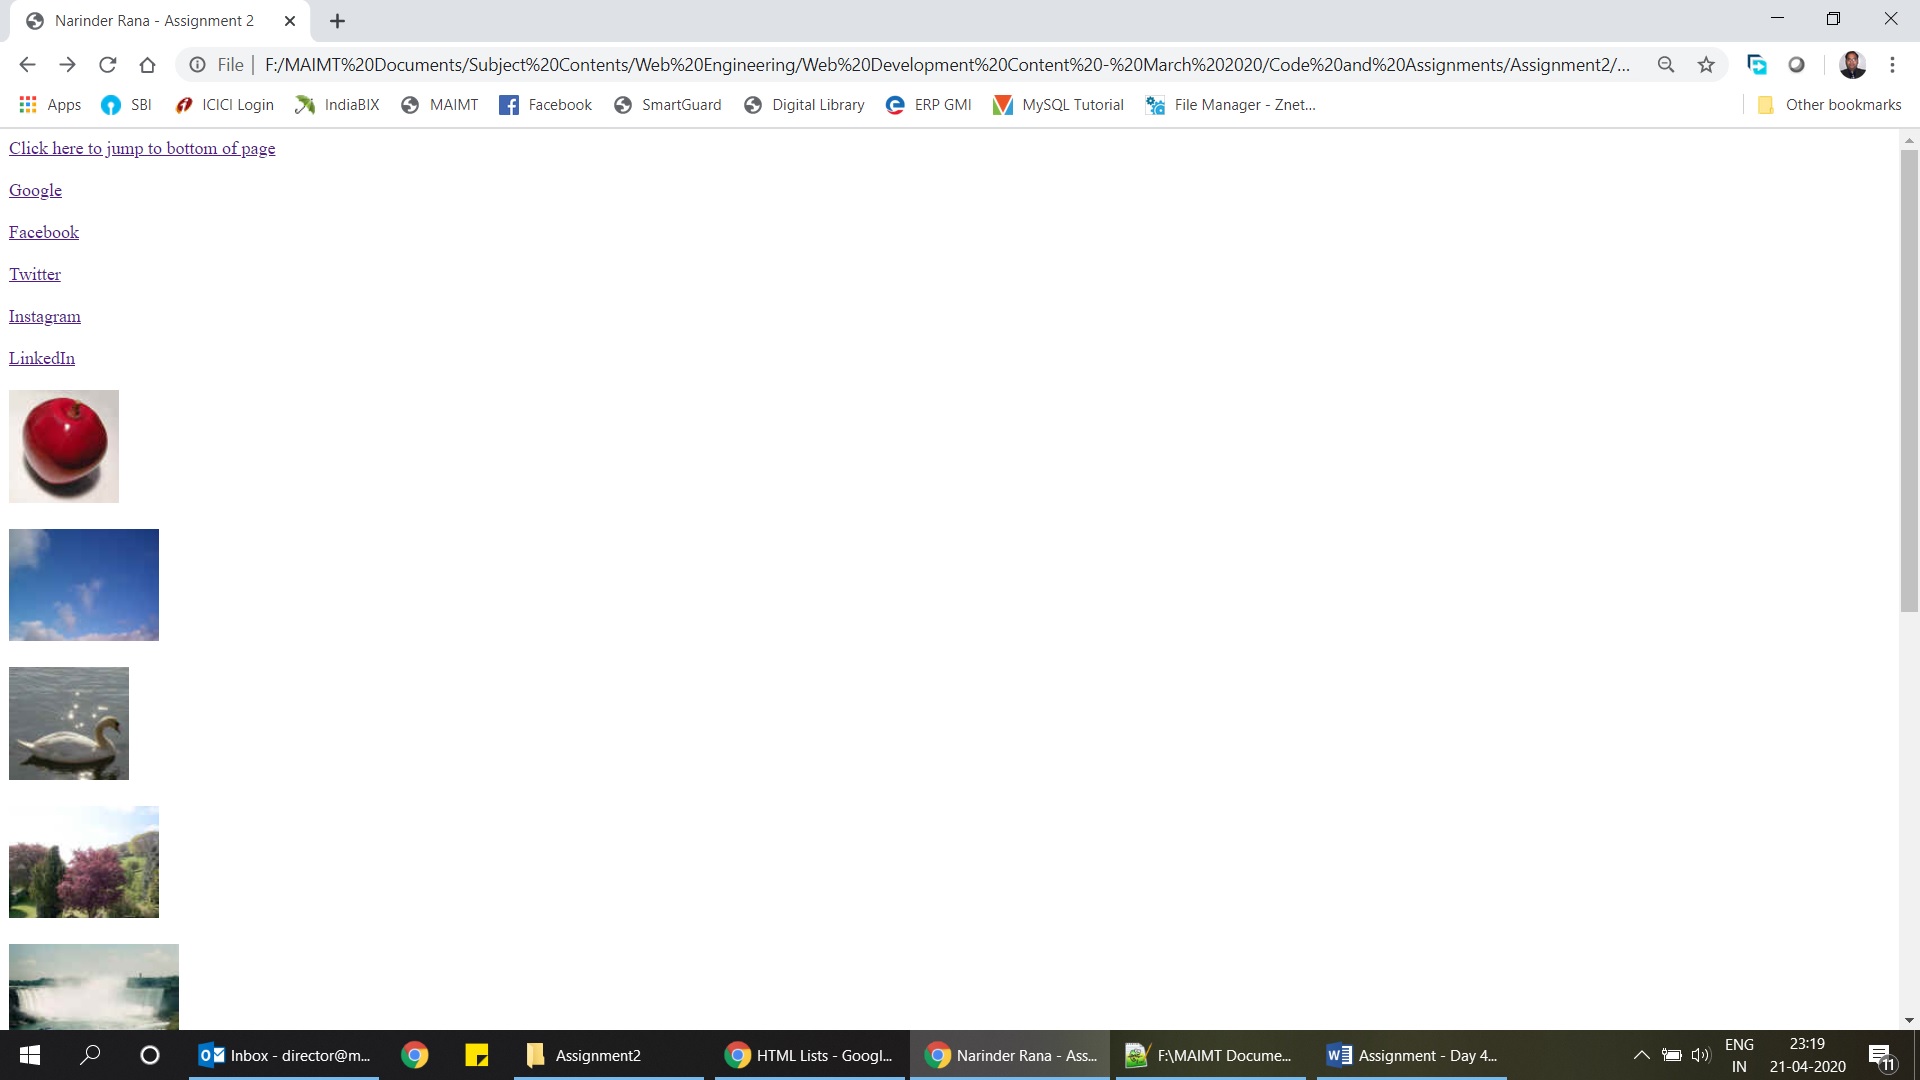 Narinder Rana - Assignment 2
File | F:/MAIMT%20Documents/Subject%20Contents/Web%20Engineering/Web%20Development%20Content%20-%20March%202020/Code%20and%20Assignments/Assignment2/...
Apps SBI ICICI Login IndiaBIX MAIMT Facebook SmartGuard Digital Library ERP GMI MySQL Tutorial File Manager - Znet... Other bookmarks
Click here to jump to bottom of page
Google
Facebook
Twitter
Instagram
LinkedIn
Inbox - director@m... Assignment2 HTML Lists - Googl... Narinder Rana - Ass... F:\MAIMT Docume... Assignment - Day 4... ENG 23:19
IN 21-04-2020 11